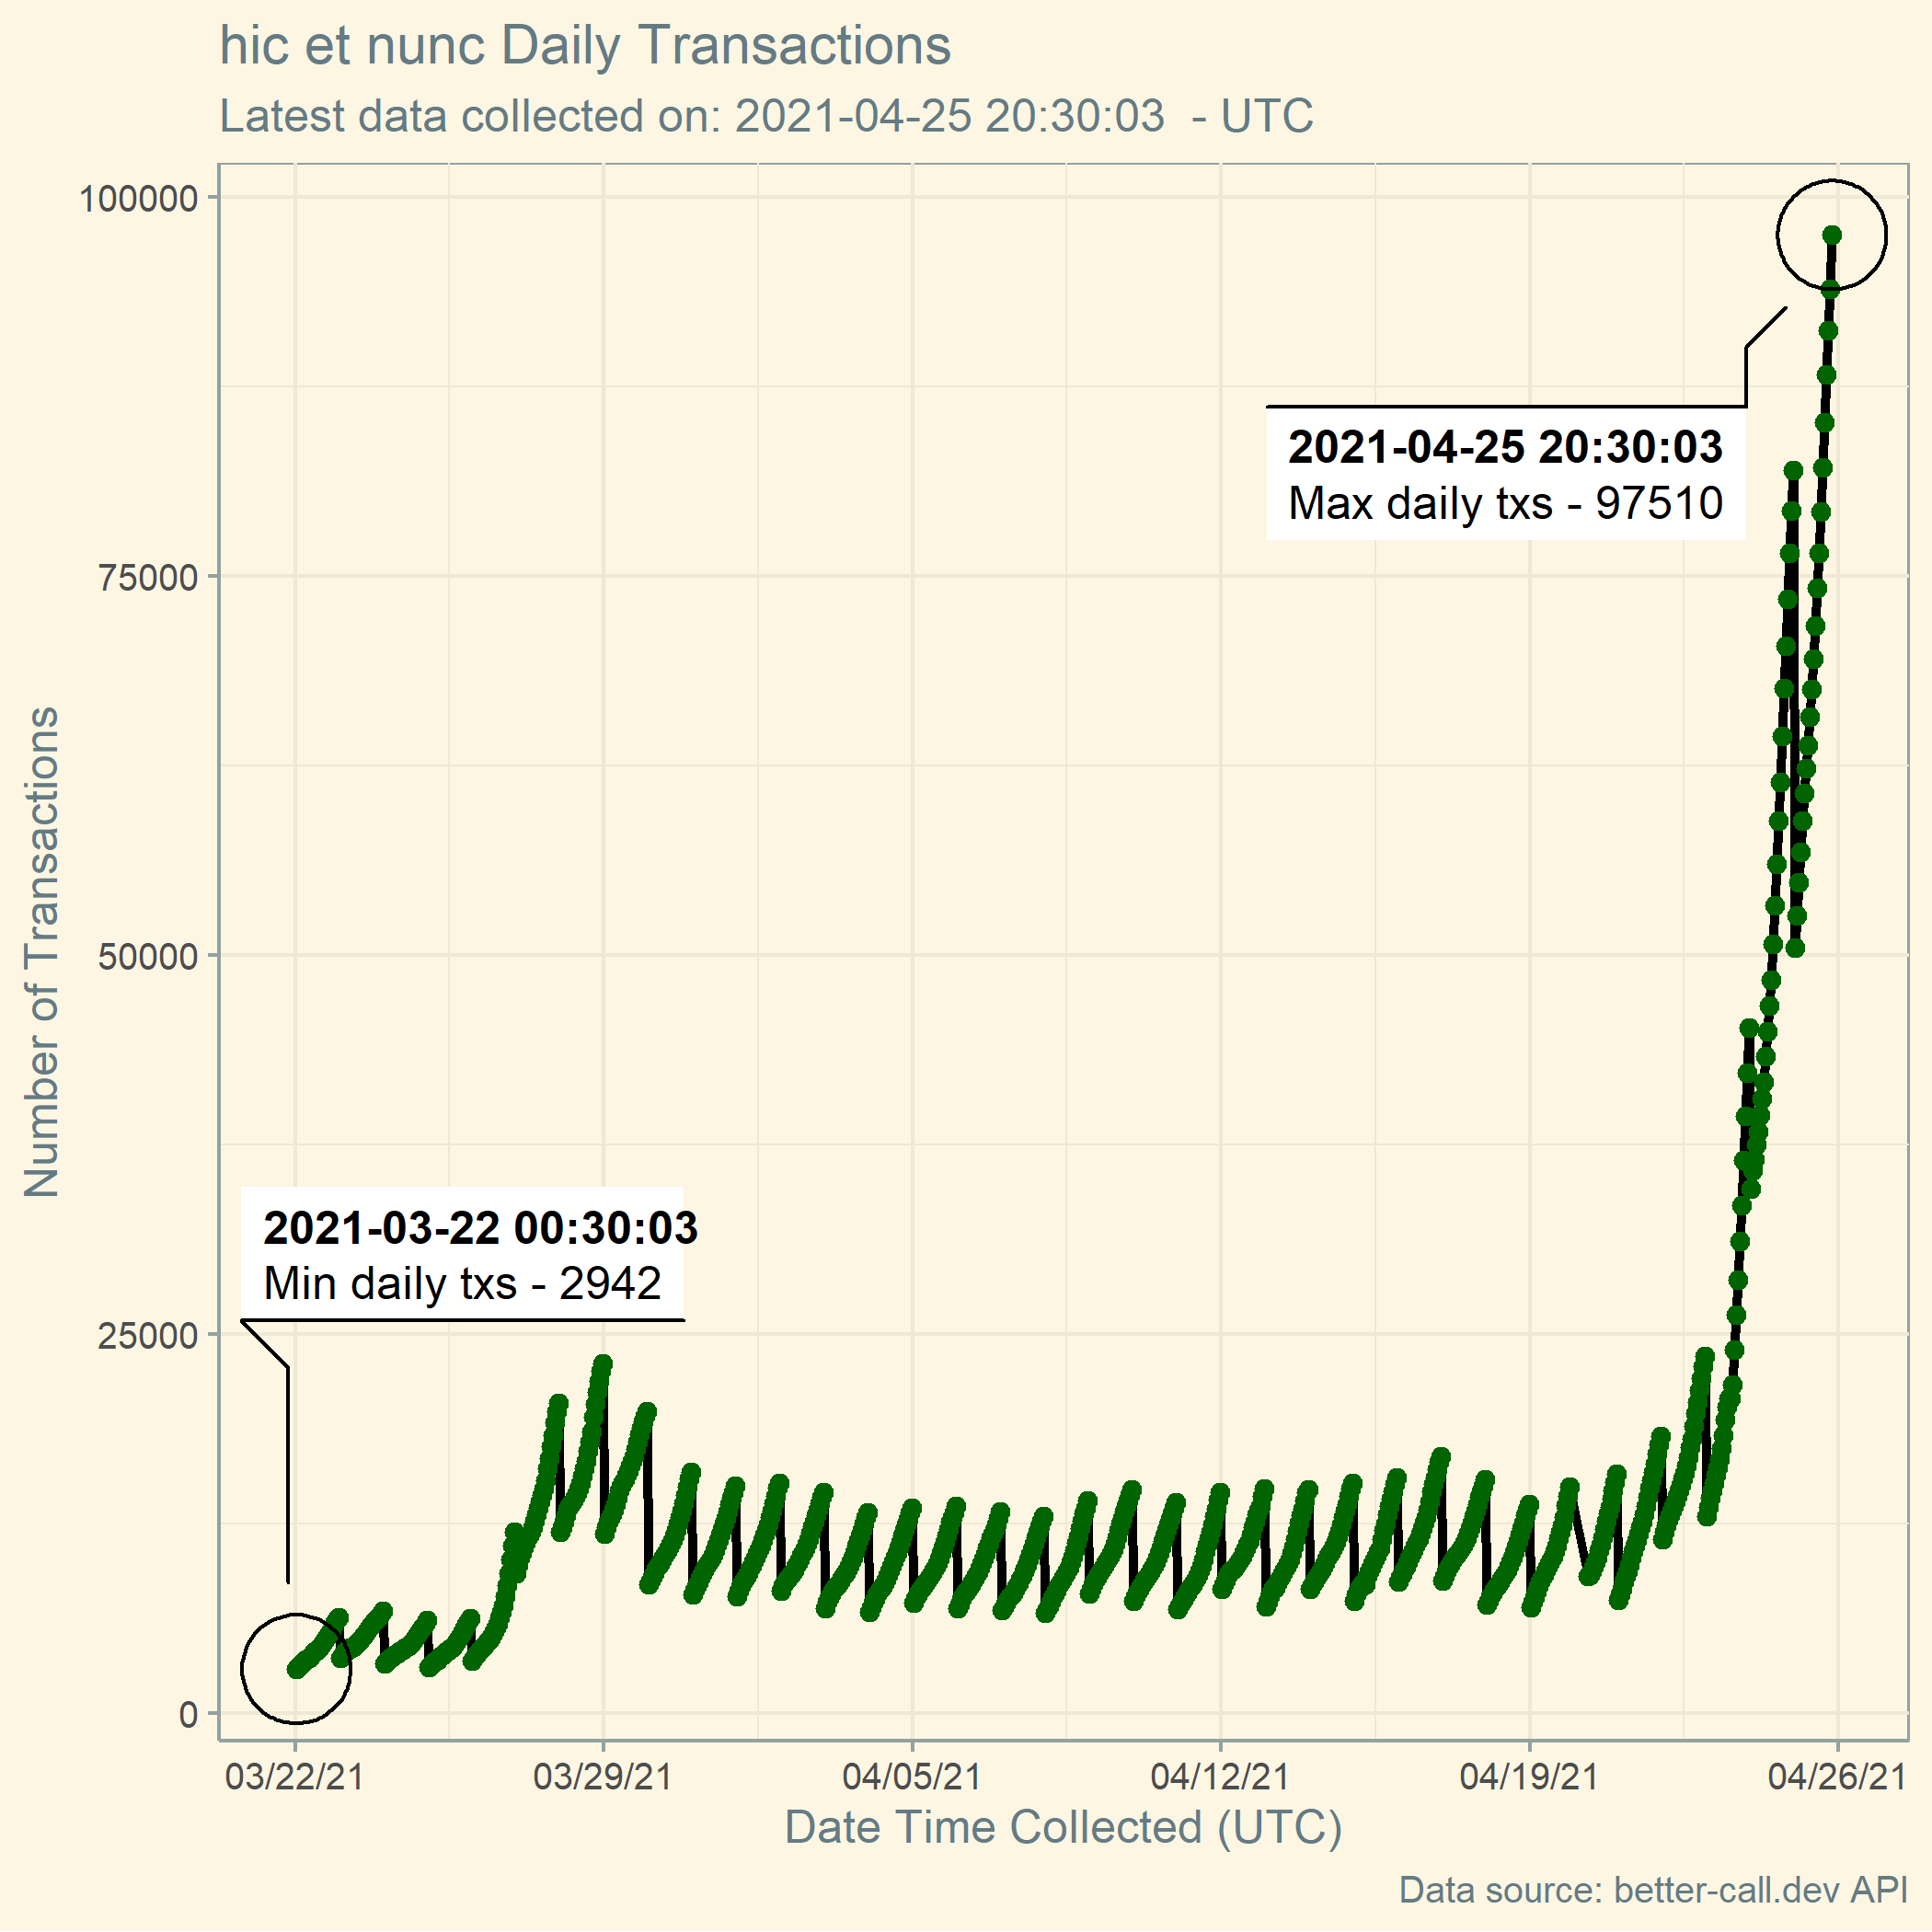 hic et nunc Daily Transactions
Latest data collected on: 2021-04-25 20:30:03  - UTC
Number of Transactions
100000
75000
50000
25000
0
2021-04-25 20:30:03
Max daily txs - 97510
2021-03-22 00:30:03
Min daily txs - 2942
03/22/21 03/29/21 04/05/21 04/12/21 04/19/21 04/26/21
Date Time Collected (UTC)
Data source: better-call.dev API